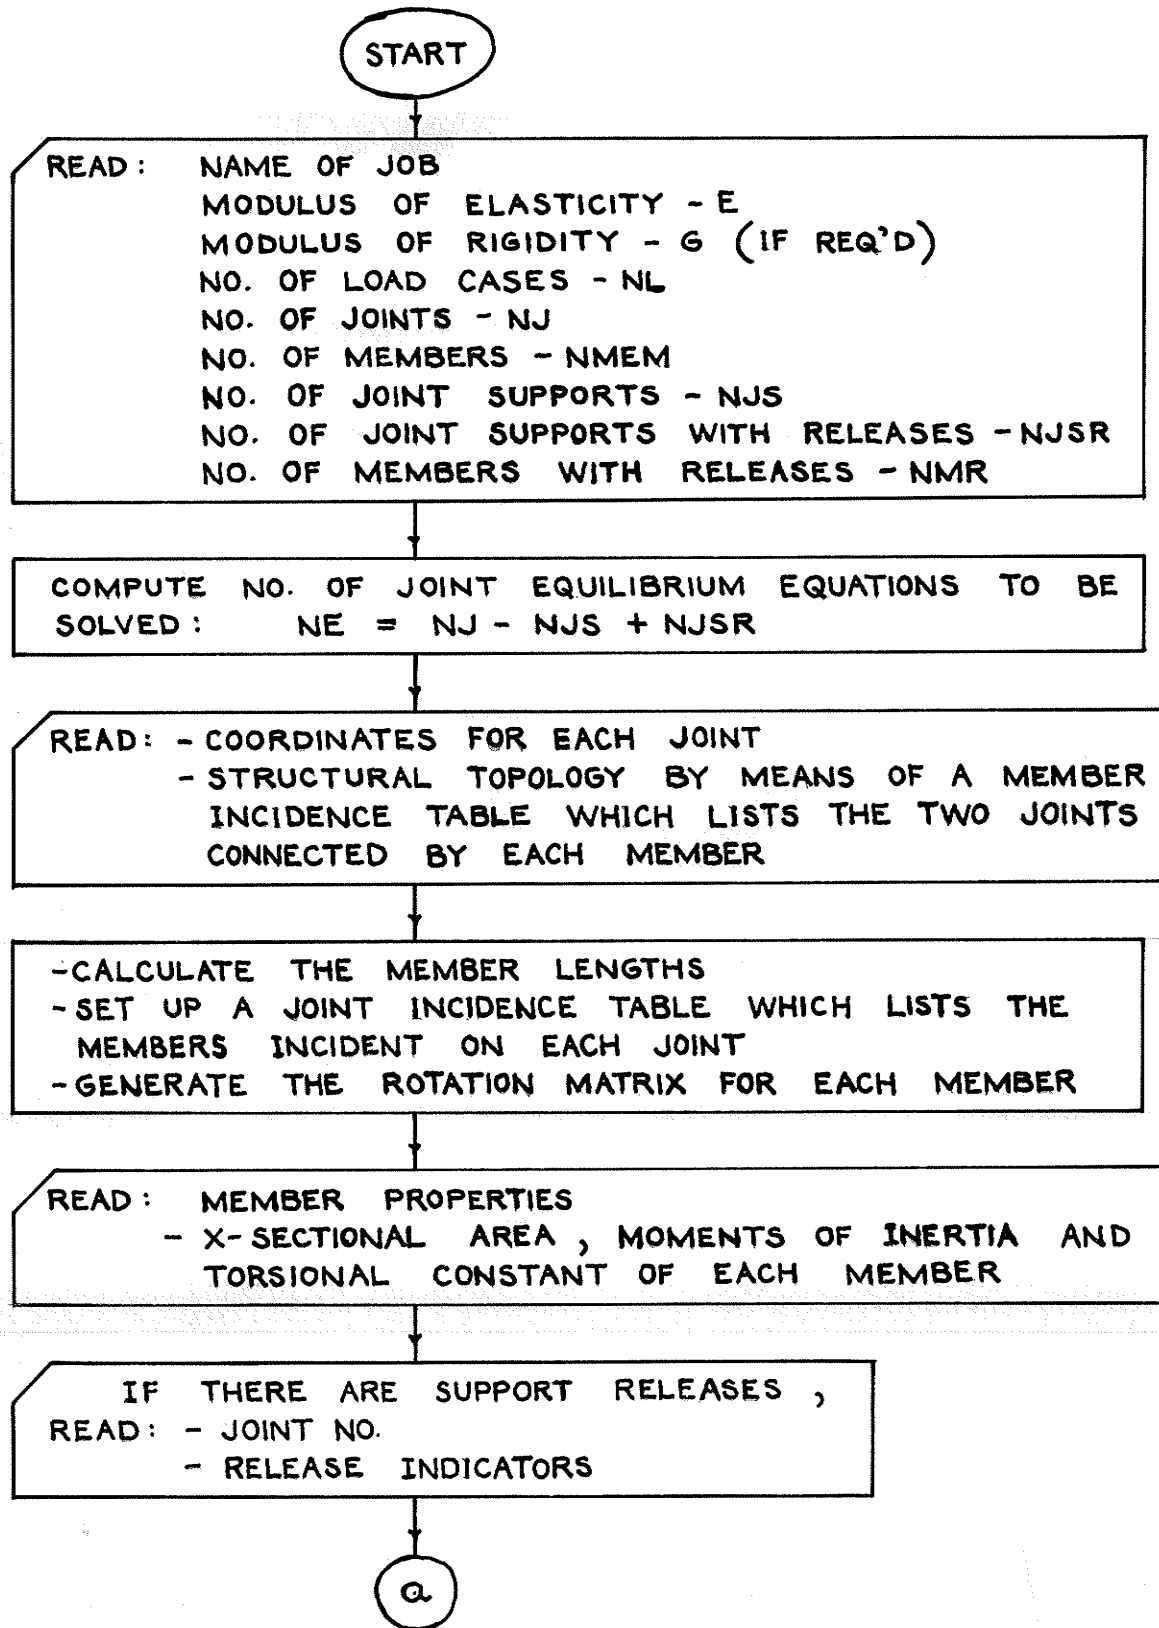 START
READ: NAME OF JOB
MODULUS OF ELASTICITY - E
MODULUS OF RIGIDITY - G (IF REQ'D)
NO. OF LOAD CASES - NL
NO. OF JOINTS - NJ
NO. OF MEMBERS - NMEM
NO. OF JOINT SUPPORTS - NJS
NO. OF JOINT SUPPORTS WITH RELEASES - NJSR
NO. OF MEMBERS WITH RELEASES - NMR
COMPUTE NO. OF JOINT EQUILIBRIUM EQUATIONS TO BE
SOLVED: NE = NJ - NJS + NJSR
READ: - COORDINATES FOR EACH JOINT
- STRUCTURAL TOPOLOGY BY MEANS OF A MEMBER
INCIDENCE TABLE WHICH LISTS THE TWO JOINTS
CONNECTED BY EACH MEMBER
- CALCULATE THE MEMBER LENGTHS
- SET UP A JOINT INCIDENCE TABLE WHICH LISTS THE
MEMBERS INCIDENT ON EACH JOINT
- GENERATE THE ROTATION MATRIX FOR EACH MEMBER
READ: MEMBER PROPERTIES
- X-SECTIONAL AREA, MOMENTS OF INERTIA AND
TORSIONAL CONSTANT OF EACH MEMBER
IF THERE ARE SUPPORT RELEASES,
READ: - JOINT NO.
- RELEASE INDICATORS
a